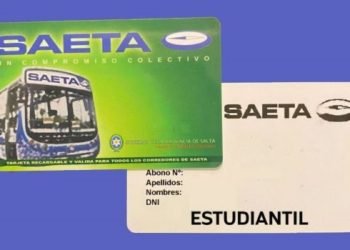 SAETA
UN COMPROMISO COLECTIVO
SAETA
TARJETA RECARGABLE Y VALIDA PARA TODOS LOS CORREDORES DE SAETA
SAETA
Abono Nº:
Apellidos:
Nombres:
DNI
ESTUDIANTIL